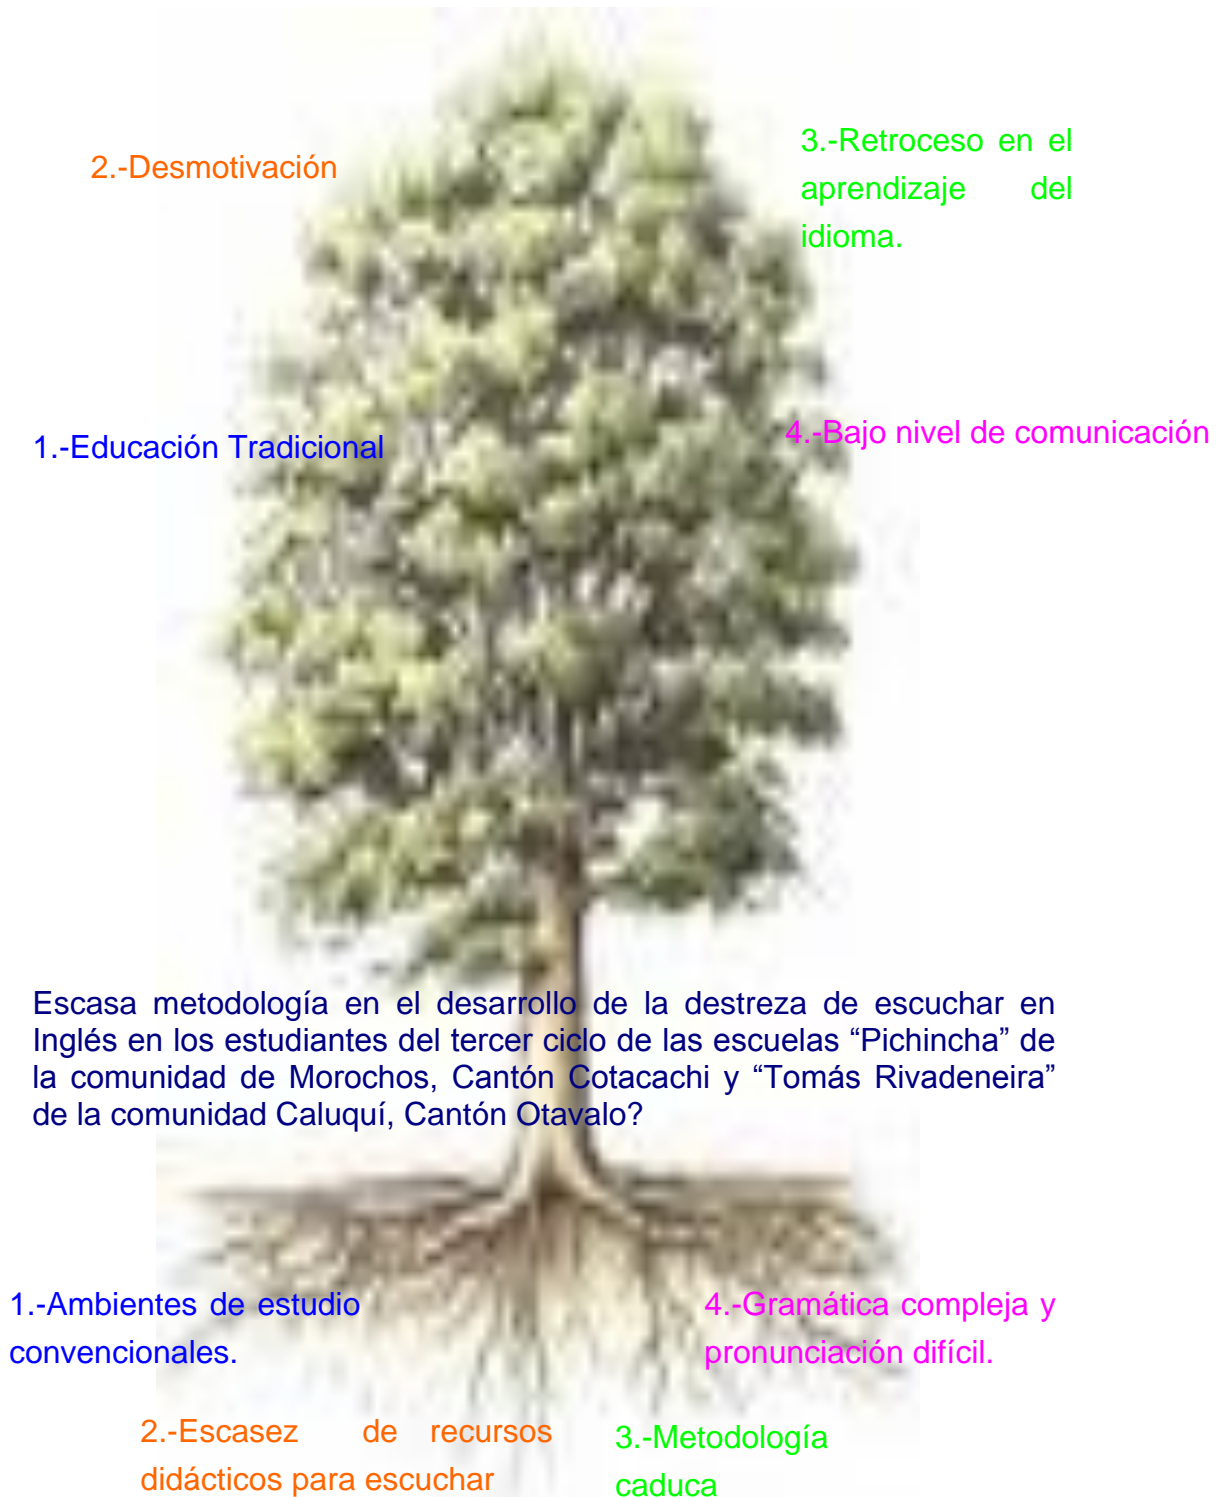 2.-Desmotivación
3.-Retroceso en el
aprendizaje del
idioma.
1.-Educación Tradicional
4.-Bajo nivel de comunicación
Escasa metodología en el desarrollo de la destreza de escuchar en
Inglés en los estudiantes del tercer ciclo de las escuelas “Pichincha” de
la comunidad de Morochos, Cantón Cotacachi y “Tomás Rivadeneira”
de la comunidad Caluquí, Cantón Otavalo?
1.-Ambientes de estudio
convencionales.
4.-Gramática compleja y
pronunciación difícil.
2.-Escasez de recursos
didácticos para escuchar
3.-Metodología
caduca